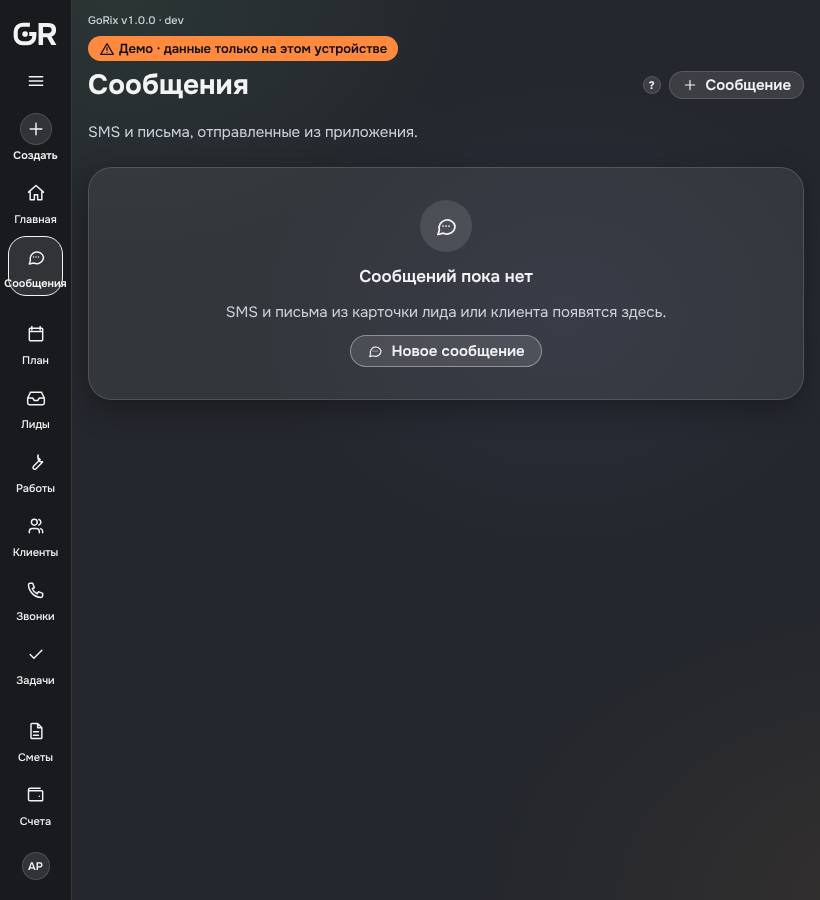 GR
GoRix v1.0.0 · dev
Демо · данные только на этом устройстве
Сообщения
?
Сообщение
SMS и письма, отправленные из приложения.
Сообщений пока нет
SMS и письма из карточки лида или клиента появятся здесь.
Новое сообщение
Создать
Главная
Сообщения
План
Лиды
Работы
Клиенты
Звонки
Задачи
Сметы
Счета
AP